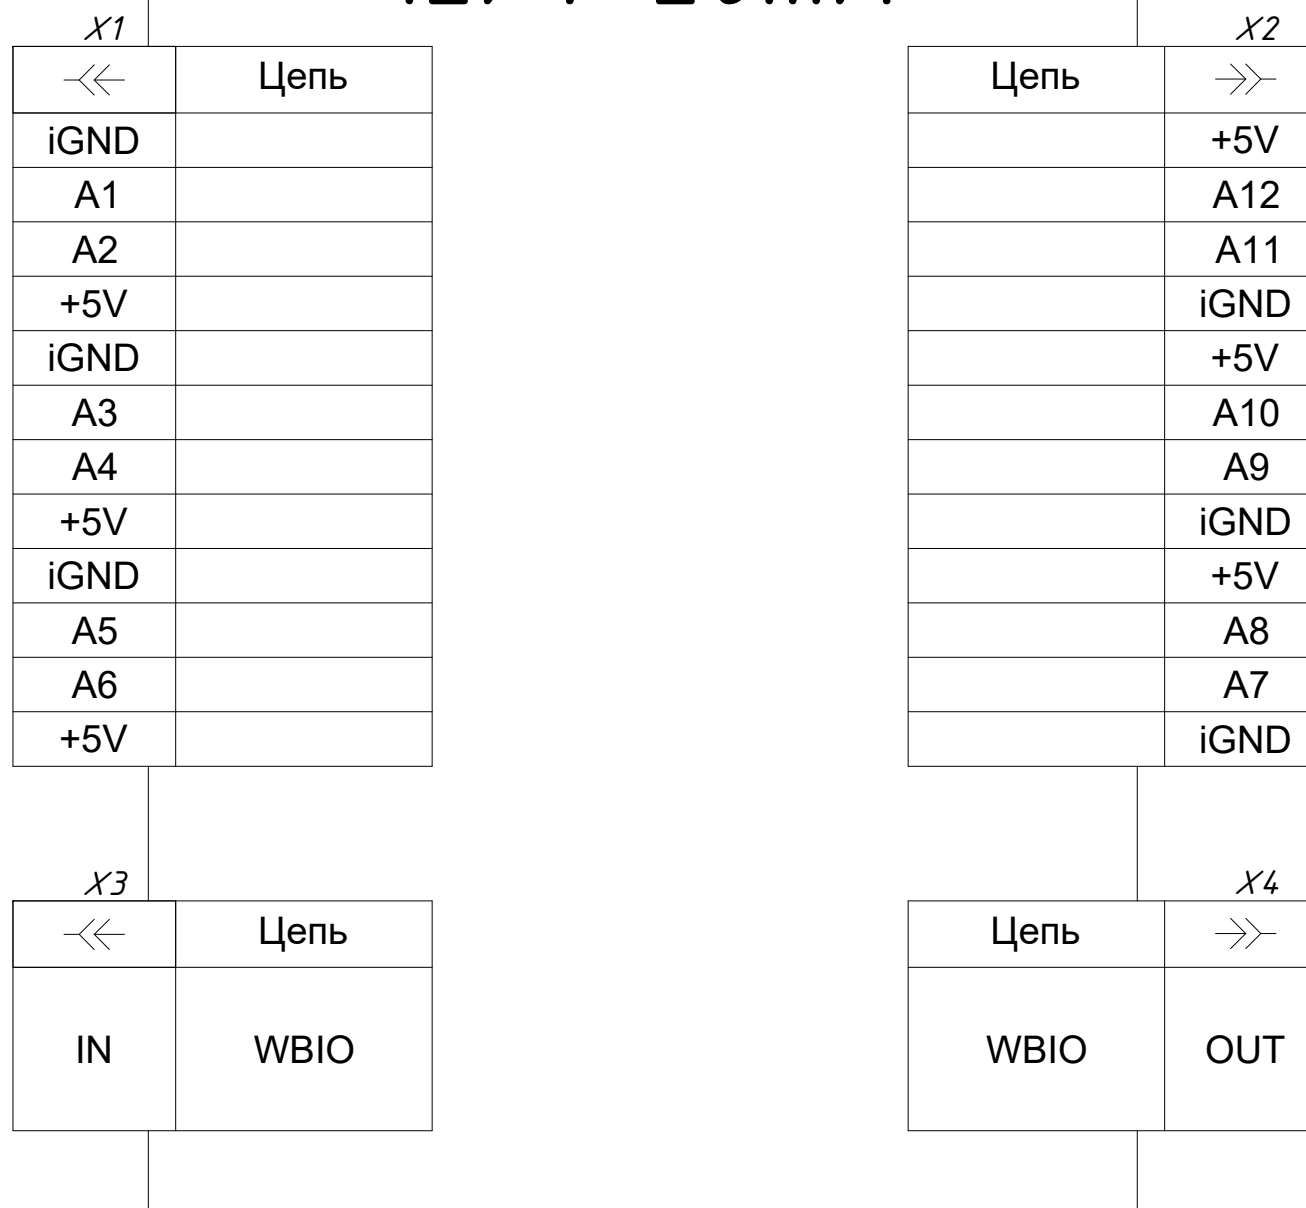 X1
Цепь
iGND
A1
A2
+5V
iGND
A3
A4
+5V
iGND
A5
A6
+5V
X2
Цепь
+5V
A12
A11
iGND
+5V
A10
A9
iGND
+5V
A8
A7
iGND
X3
Цепь
IN WBIO
X4
Цепь
WBIO OUT